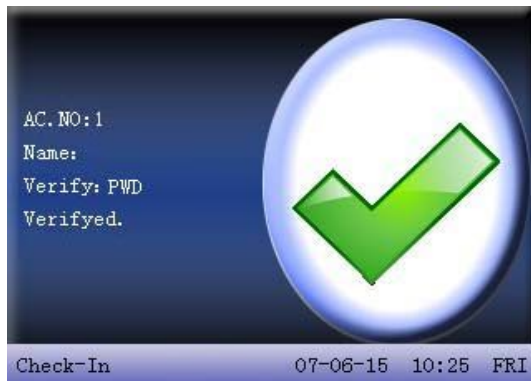 AC.NO:1
Name:
Verify: PWD
Verifyed.
Check-In 07-06-15 10:25 FRI